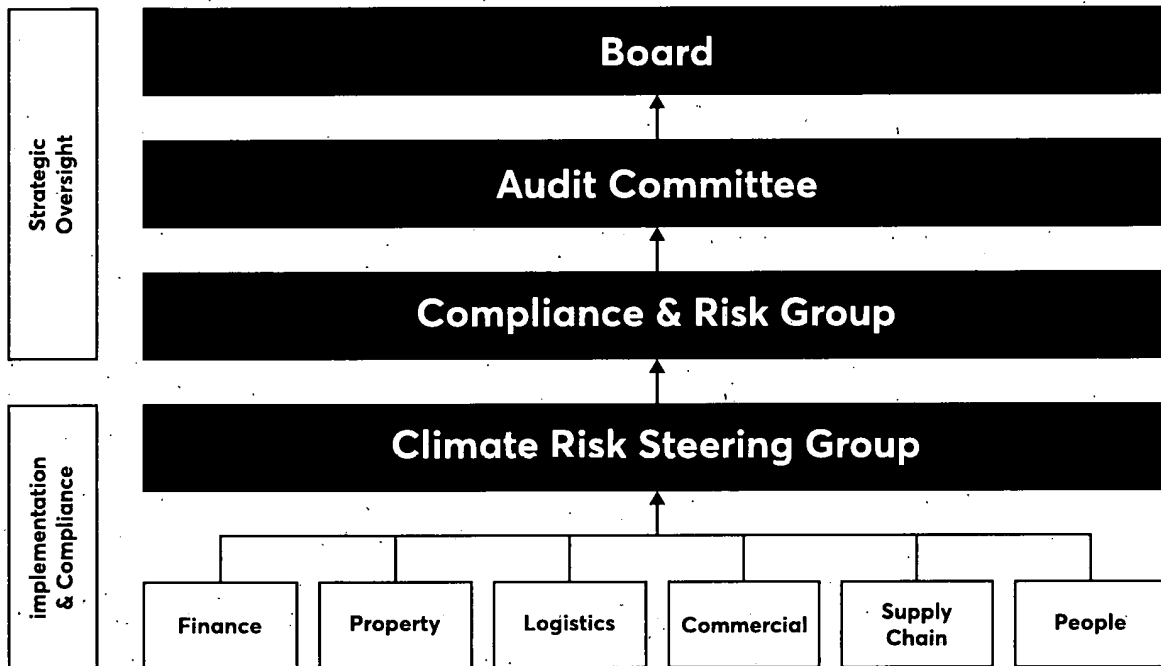 Board
Strategic
Oversight
Audit Committee
Compliance & Risk Group
Climate Risk Steering Group
implementation
& Compliance
Finance
Property
Logistics
Commercial
Supply
Chain
People